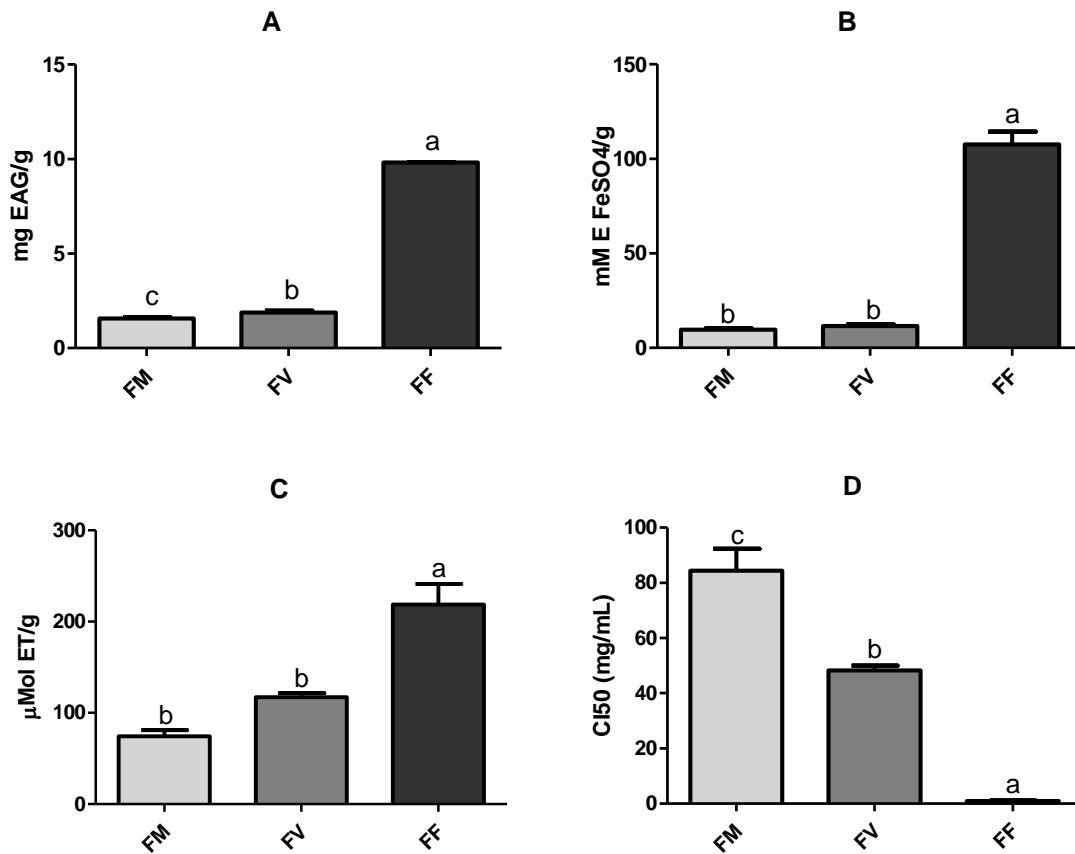 A
mg EAG/g
15
10
5
0
c
b
a
FM
FV
FF
B
mM E FeSO4/g
150
100
50
0
b
b
a
FM
FV
FF
C
µMol ET/g
300
200
100
0
b
b
a
FM
FV
FF
D
CI50 (mg/mL)
100
80
60
40
20
0
c
b
a
FM
FV
FF